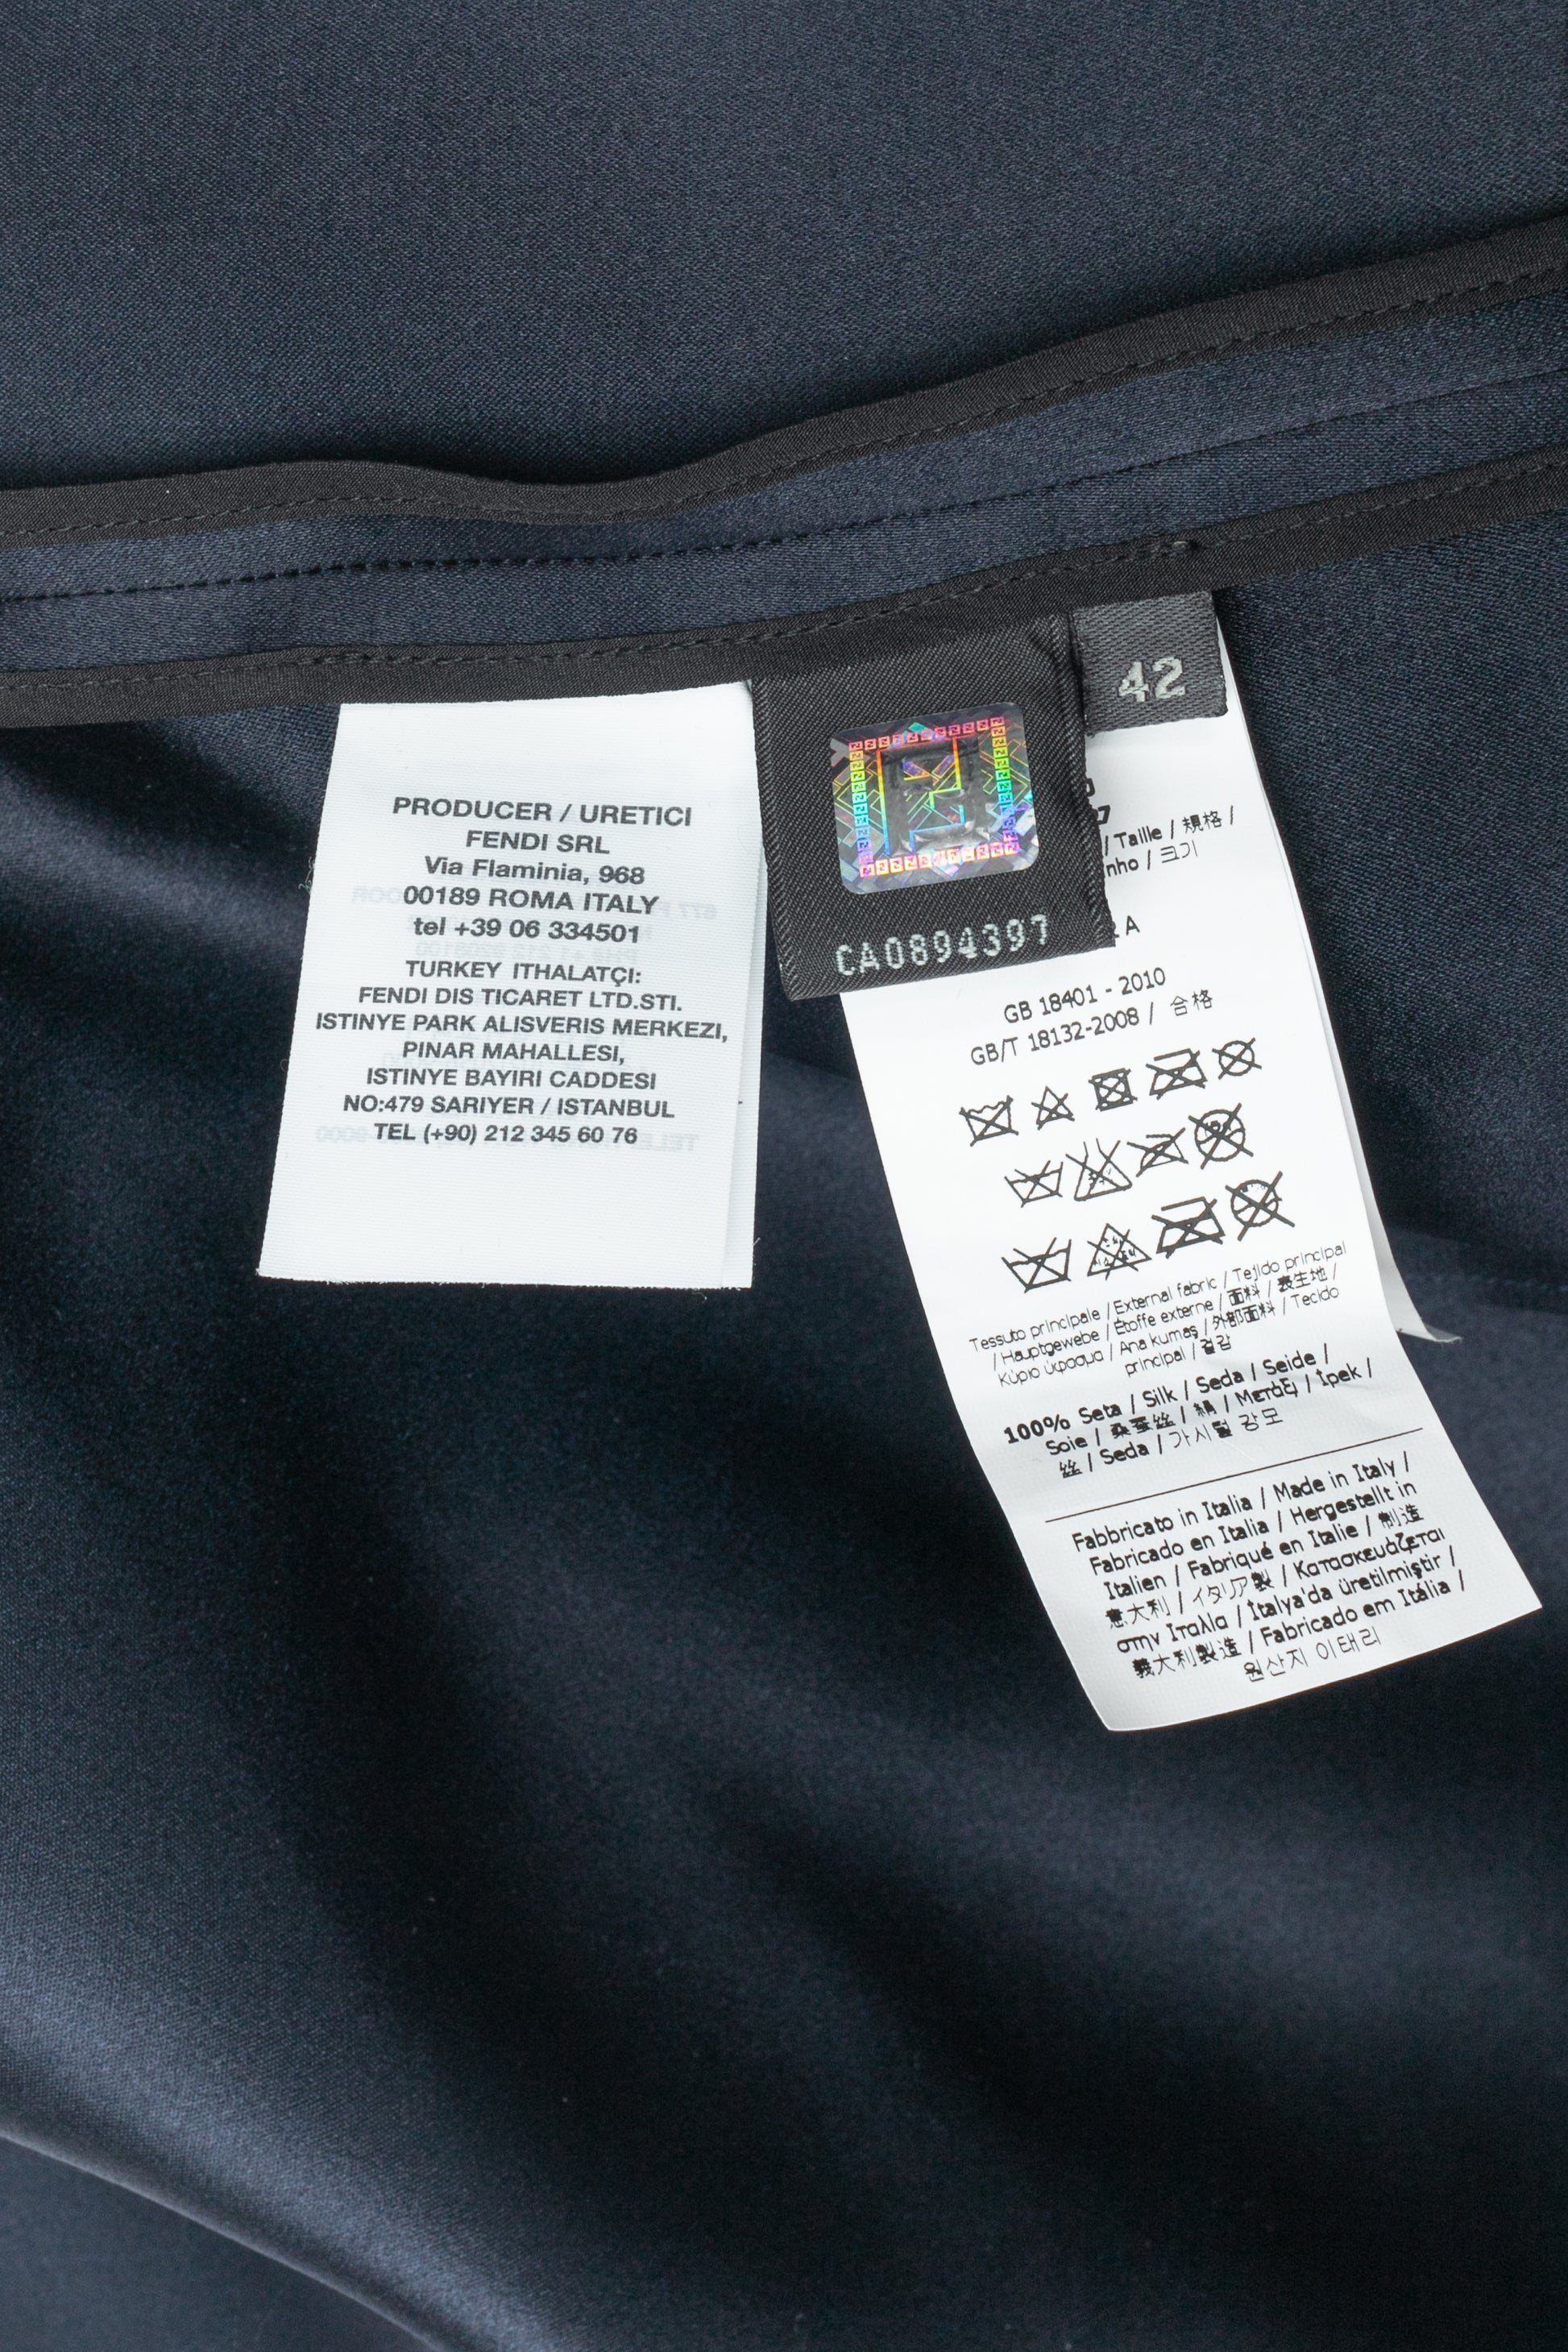 PRODUCER / URETICI
FENDI SRL
Via Flaminia, 968
00189 ROMA ITALY
tel +39 06 334501
TURKEY ITHALATÇI:
FENDI DIS TICARET LTD.STI.
ISTINYE PARK ALISVERIS MERKEZI,
PINAR MAHALLESI,
ISTINYE BAYIRI CADDESI
NO:479 SARIYER / ISTANBUL
TEL (+90) 212 345 60 76
CA0894397
42
/ Taille / 規格 /
nho / 크기
A
GB 18401 - 2010
GB/T 18132-2008 / 合格
Tessuto principale / External fabric / Tejido principal
/ Hauptgewebe / Étoffe externe / 面料 / 表生地 /
Κύριο ύφασμα / Ana kumaş / 外部面料 / Tecido
principal / 겉감
100% Seta / Silk / Seda / Seide /
Soie / 桑蚕丝 / 絹 / Μετάξι / İpek /
絲 / Seda /
Fabbricato in Italia / Made in Italy /
Fabricado en Italia / Hergestellt in
Italien / Fabriqué en Italie / 制造
意大利 / イタリア製 / Κατασκευάζεται
στην Ιταλία / İtalya'da üretilmiştir /
義大利製造 / Fabricado em Itália /
원산지 이태리